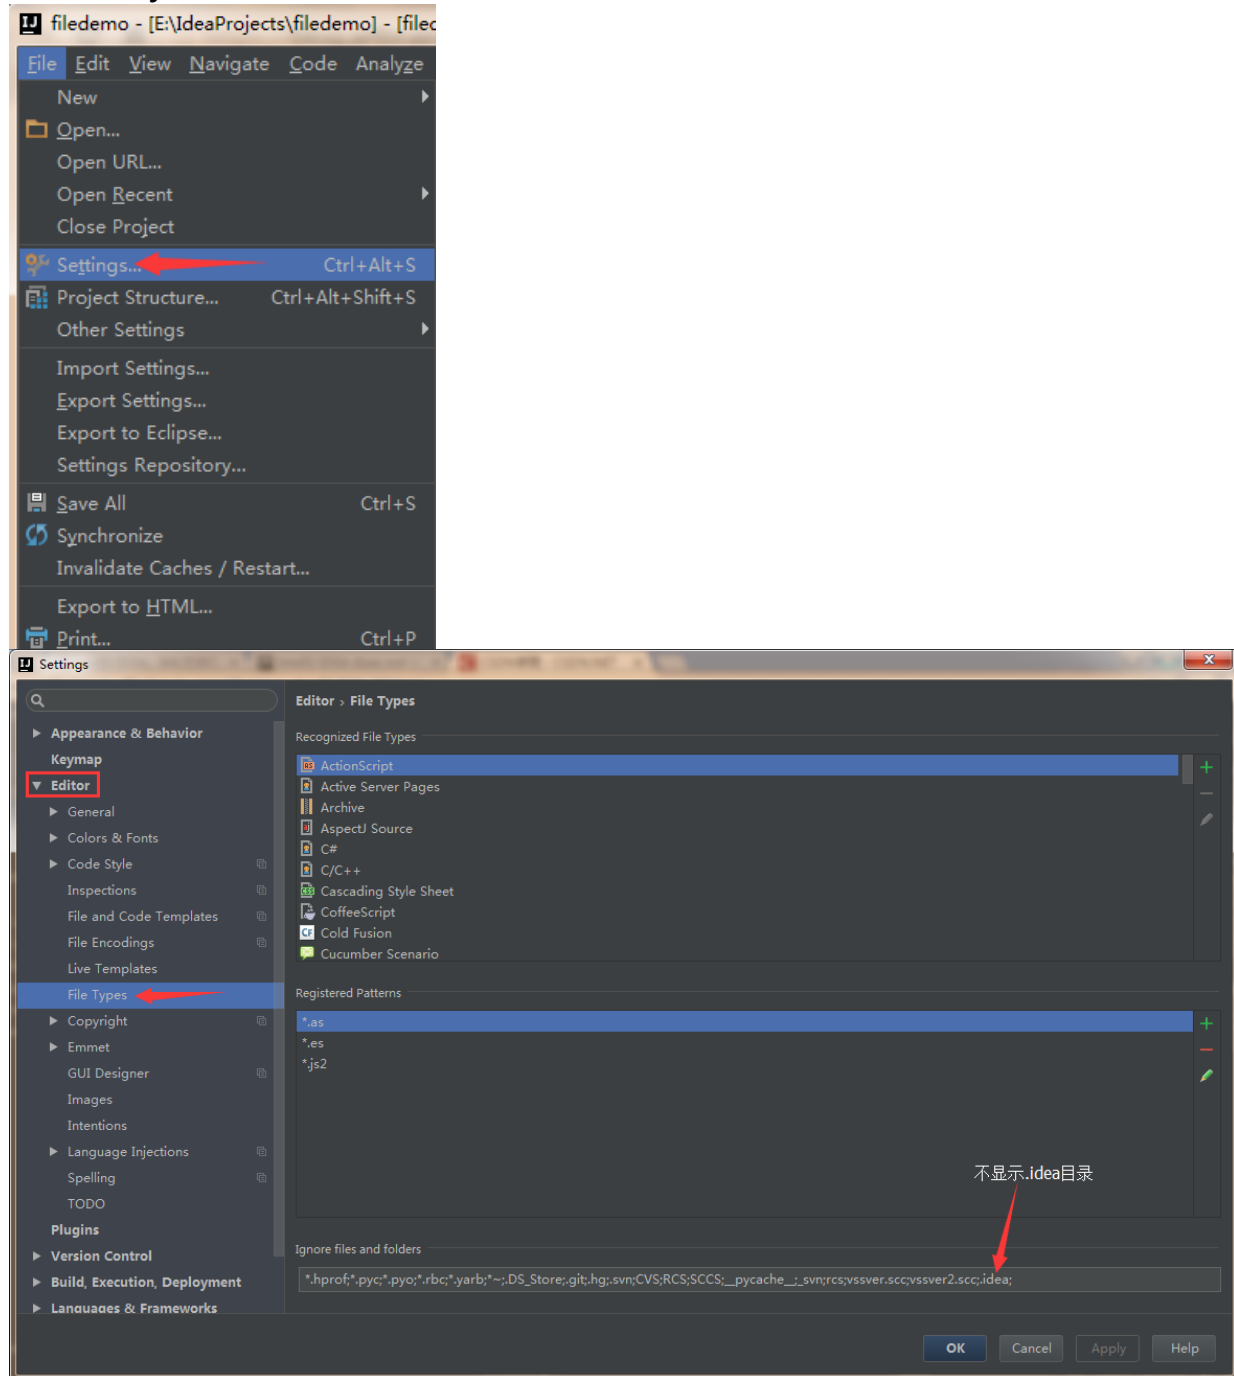 filedemo - [E:\IdeaProjects\filedemo] - [file
File Edit View Navigate Code Analyze
New
Open...
Open URL...
Open Recent
Close Project
Settings... Ctrl+Alt+S
Project Structure... Ctrl+Alt+Shift+S
Other Settings
Import Settings...
Export Settings...
Export to Eclipse...
Settings Repository...
Save All Ctrl+S
Synchronize
Invalidate Caches / Restart...
Export to HTML...
Print... Ctrl+P
Settings
Appearance & Behavior
Keymap
Editor
General
Colors & Fonts
Code Style
Inspections
File and Code Templates
File Encodings
Live Templates
File Types
Copyright
Emmet
GUI Designer
Images
Intentions
Language Injections
Spelling
TODO
Plugins
Version Control
Build, Execution, Deployment
Languages & Frameworks
Editor › File Types
Recognized File Types
ActionScript
Active Server Pages
Archive
AspectJ Source
C#
C/C++
Cascading Style Sheet
CoffeeScript
Cold Fusion
Cucumber Scenario
Registered Patterns
*.as
*.es
*.js2
不显示.idea目录
Ignore files and folders
*.hprof;*.pyc;*.pyo;*.rbc;*.yarb;*~;.DS_Store;.git;.hg;.svn;CVS;RCS;SCCS;__pycache__;_svn;rcs;vssver.scc;vssver2.scc;.idea;
OK Cancel Apply Help